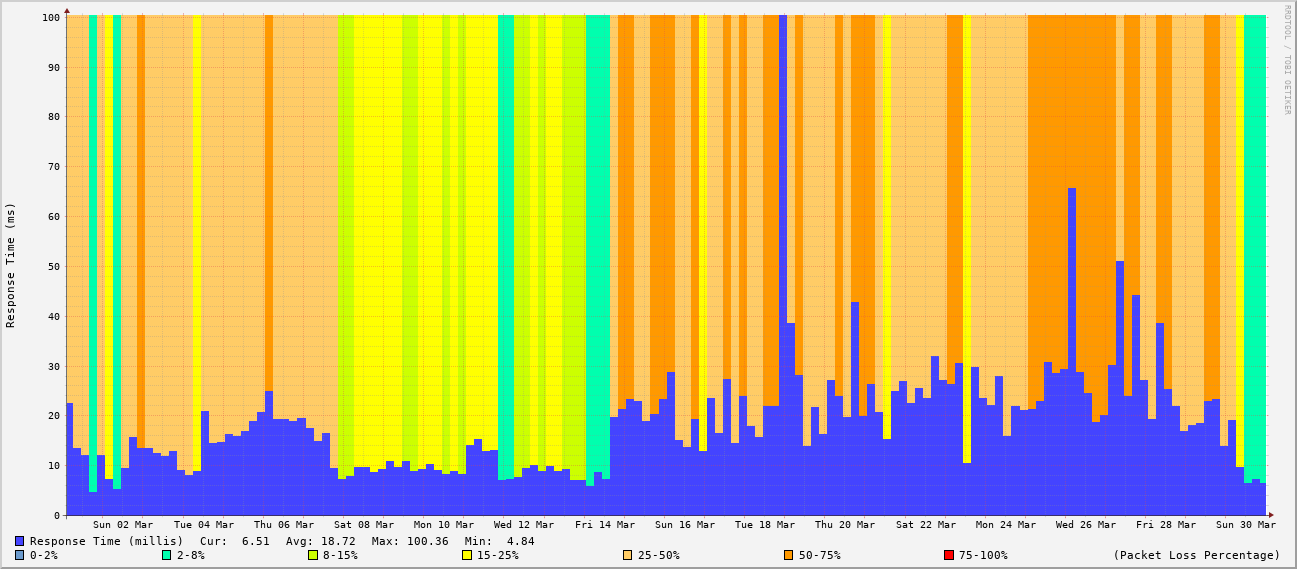 RRDTOOL / TOBI OETIKER
Response Time (ms)
100
90
80
70
60
50
40
30
20
10
0
Sun 02 Mar Tue 04 Mar Thu 06 Mar Sat 08 Mar Mon 10 Mar Wed 12 Mar Fri 14 Mar Sun 16 Mar Tue 18 Mar Thu 20 Mar Sat 22 Mar Mon 24 Mar Wed 26 Mar Fri 28 Mar Sun 30 Mar
Response Time (millis) Cur: 6.51 Avg: 18.72 Max: 100.36 Min: 4.84
0-2% 2-8% 8-15% 15-25% 25-50% 50-75% 75-100% (Packet Loss Percentage)